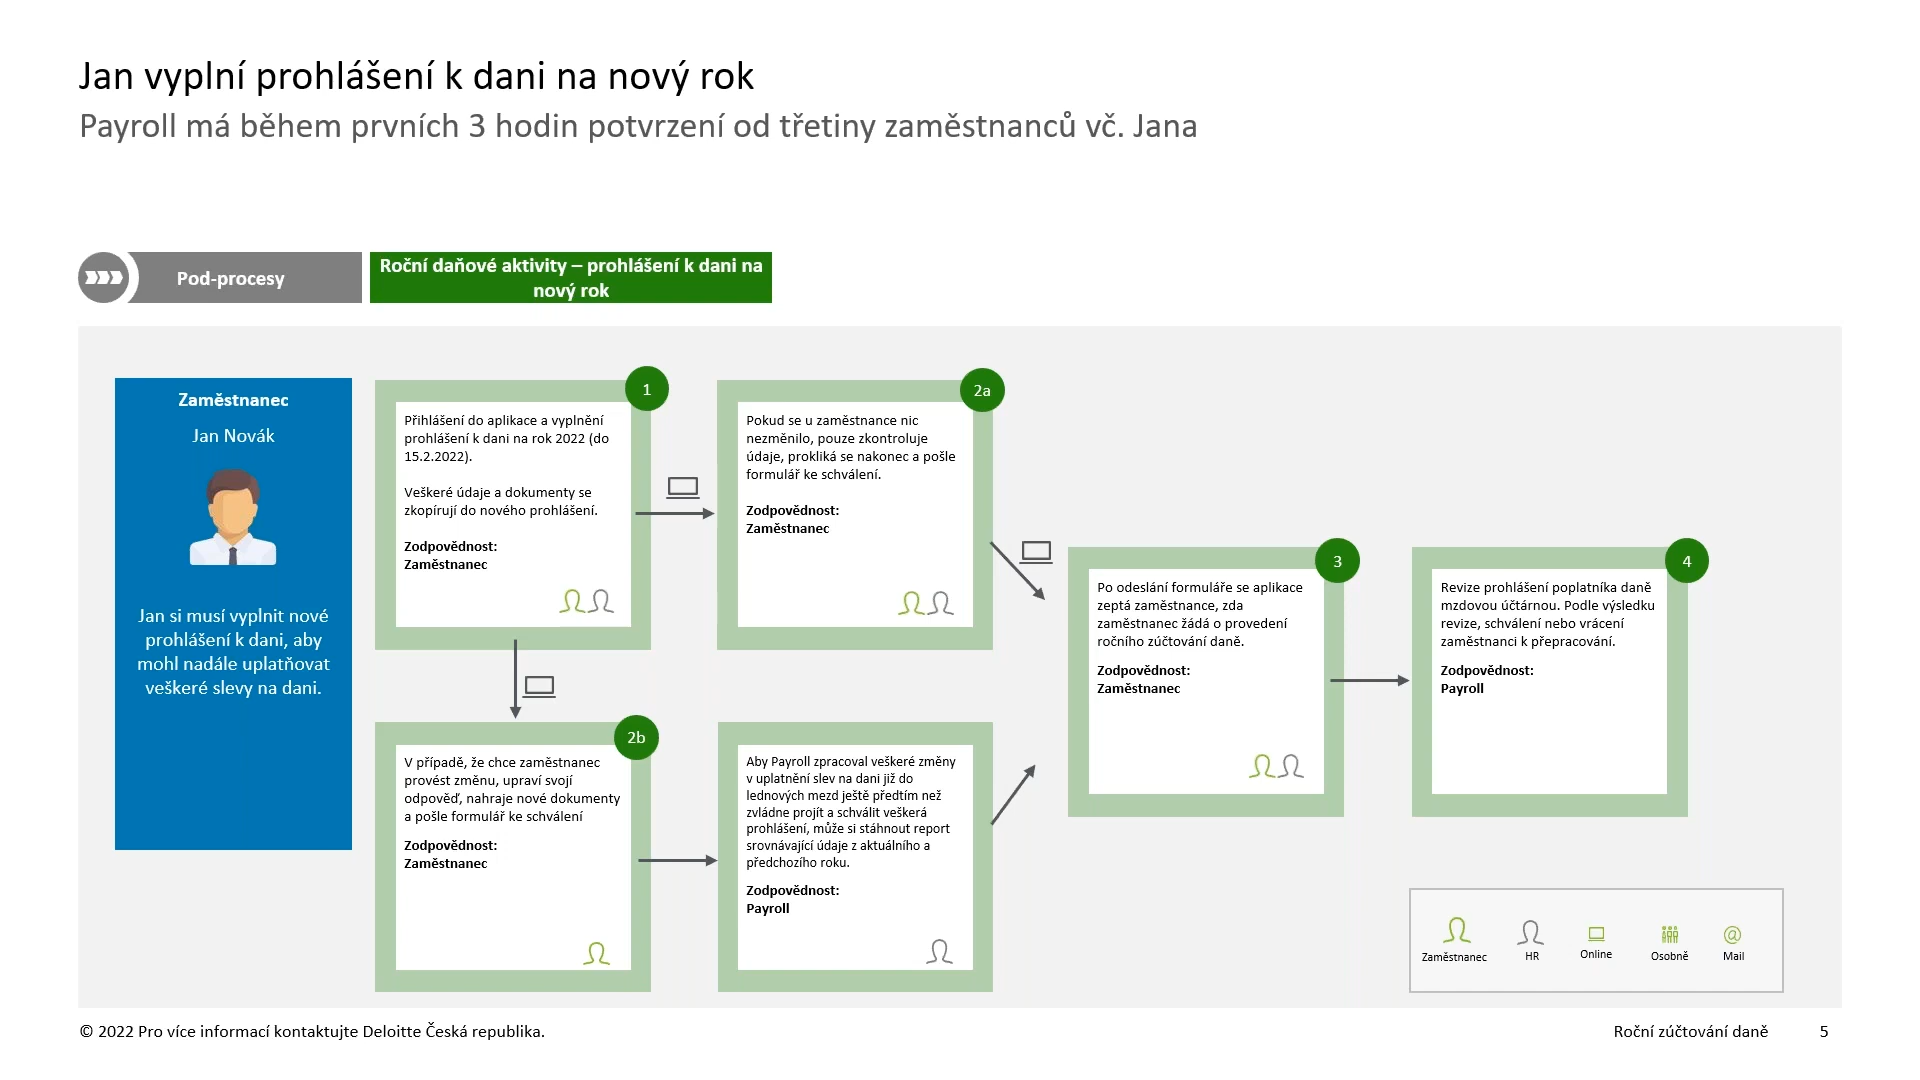 Jan vyplní prohlášení k dani na nový rok
Payroll má během prvních 3 hodin potvrzení od třetiny zaměstnanců vč. Jana
Pod-procesy
Roční daňové aktivity – prohlášení k dani na
nový rok
Zaměstnanec
Jan Novák
Jan si musí vyplnit nové
prohlášení k dani, aby
mohl nadále uplatňovat
veškeré slevy na dani.
1
Přihlášení do aplikace a vyplnění
prohlášení k dani na rok 2022 (do
15.2.2022).
Veškeré údaje a dokumenty se
zkopírují do nového prohlášení.
Zodpovědnost:
Zaměstnanec
2a
Pokud se u zaměstnance nic
nezměnilo, pouze zkontroluje
údaje, prokliká se nakonec a pošle
formulář ke schválení.
Zodpovědnost:
Zaměstnanec
2b
V případě, že chce zaměstnanec
provést změnu, upraví svojí
odpověď, nahraje nové dokumenty
a pošle formulář ke schválení
Zodpovědnost:
Zaměstnanec
Aby Payroll zpracoval veškeré změny
v uplatnění slev na dani již do
lednových mezd ještě předtím než
zvládne projít a schválit veškerá
prohlášení, může si stáhnout report
srovnávající údaje z aktuálního a
předchozího roku.
Zodpovědnost:
Payroll
3
Po odeslání formuláře se aplikace
zeptá zaměstnance, zda
zaměstnanec žádá o provedení
ročního zúčtování daně.
Zodpovědnost:
Zaměstnanec
4
Revize prohlášení poplatníka daně
mzdovou účtárnou. Podle výsledku
revize, schválení nebo vrácení
zaměstnanci k přepracování.
Zodpovědnost:
Payroll
Zaměstnanec
HR
Online
Osobně
@
Mail
© 2022 Pro více informací kontaktujte Deloitte Česká republika.
Roční zúčtování daně
5